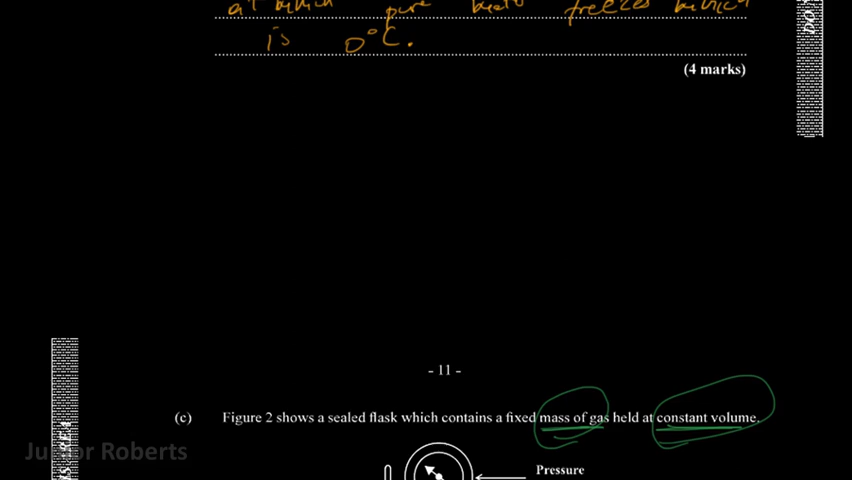 at which pure water freezes which
is 0°C.
(4 marks)
- 11 -
(c) Figure 2 shows a sealed flask which contains a fixed mass of gas held at constant volume.
Junior Roberts
Pressure